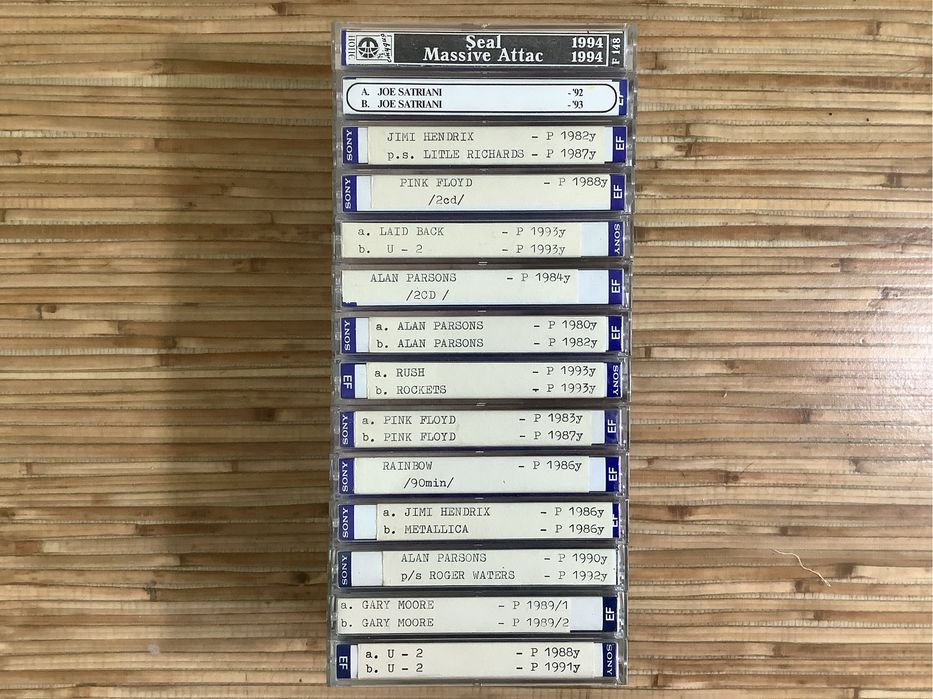 Seal 1994
Massive Attac 1994
F 148
A. JOE SATRIANI -'92
B. JOE SATRIANI -'93
EF
SONY
JIMI HENDRIX - P 1982y
p.s. LITLE RICHARDS - P 1987y
EF
SONY
PINK FLOYD - P 1988y
/2cd/
EF
a. LAID BACK - P 1993y
b. U - 2 - P 1993y
SONY
ALAN PARSONS - P 1984y
/2CD /
EF
SONY
a. ALAN PARSONS - P 1980y
b. ALAN PARSONS - P 1982y
EF
EF
a. RUSH - P 1993y
b. ROCKETS - P 1993y
SONY
SONY
a. PINK FLOYD - P 1983y
b. PINK FLOYD - P 1987y
EF
SONY
RAINBOW - P 1986y
/90min/
EF
SONY
a. JIMI HENDRIX - P 1986y
b. METALLICA - P 1986y
EF
SONY
ALAN PARSONS - P 1990y
p/s ROGER WATERS - P 1992y
a. GARY MOORE - P 1989/1
b. GARY MOORE - P 1989/2
EF
EF
a. U - 2 - P 1988y
b. U - 2 - P 1991y
SONY